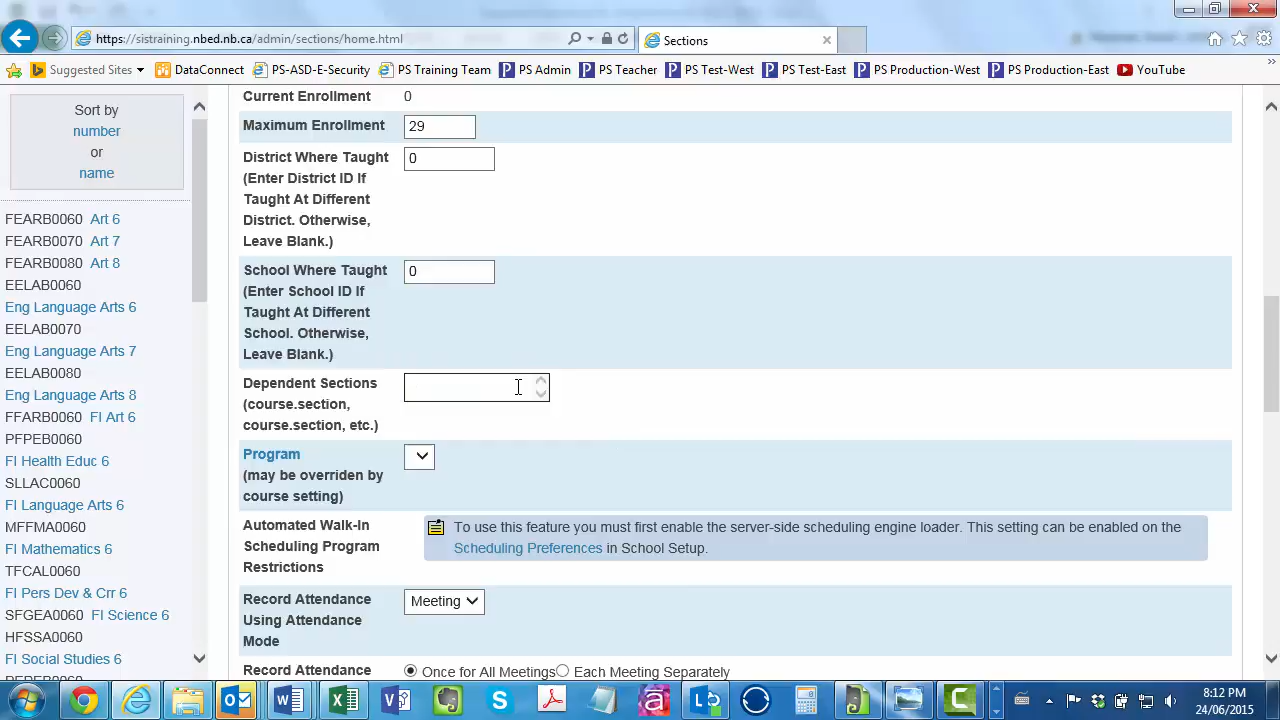 https://sistraining.nbed.nb.ca/admin/sections/home.html
Sections
Suggested Sites
DataConnect
PS-ASD-E-Security
PS Training Team
PS Admin
PS Teacher
PS Test-West
PS Test-East
PS Production-West
PS Production-East
YouTube
Sort by
number
or
name
FEARB0060 Art 6
FEARB0070 Art 7
FEARB0080 Art 8
EELAB0060
Eng Language Arts 6
EELAB0070
Eng Language Arts 7
EELAB0080
Eng Language Arts 8
FFARB0060 FI Art 6
PFPEB0060
FI Health Educ 6
SLLAC0060
FI Language Arts 6
MFFMA0060
FI Mathematics 6
TFCAL0060
FI Pers Dev & Crr 6
SFGEA0060 FI Science 6
HFSSA0060
FI Social Studies 6
Current Enrollment 0
Maximum Enrollment 29
District Where Taught 0
(Enter District ID If
Taught At Different
District. Otherwise,
Leave Blank.)
School Where Taught 0
(Enter School ID If
Taught At Different
School. Otherwise,
Leave Blank.)
Dependent Sections
(course.section,
course.section, etc.)
Program
(may be overriden by
course setting)
Automated Walk-In
Scheduling Program
Restrictions
To use this feature you must first enable the server-side scheduling engine loader. This setting can be enabled on the
Scheduling Preferences in School Setup.
Record Attendance
Using Attendance
Mode
Meeting
Record Attendance
Once for All Meetings Each Meeting Separately
8:12 PM
24/06/2015